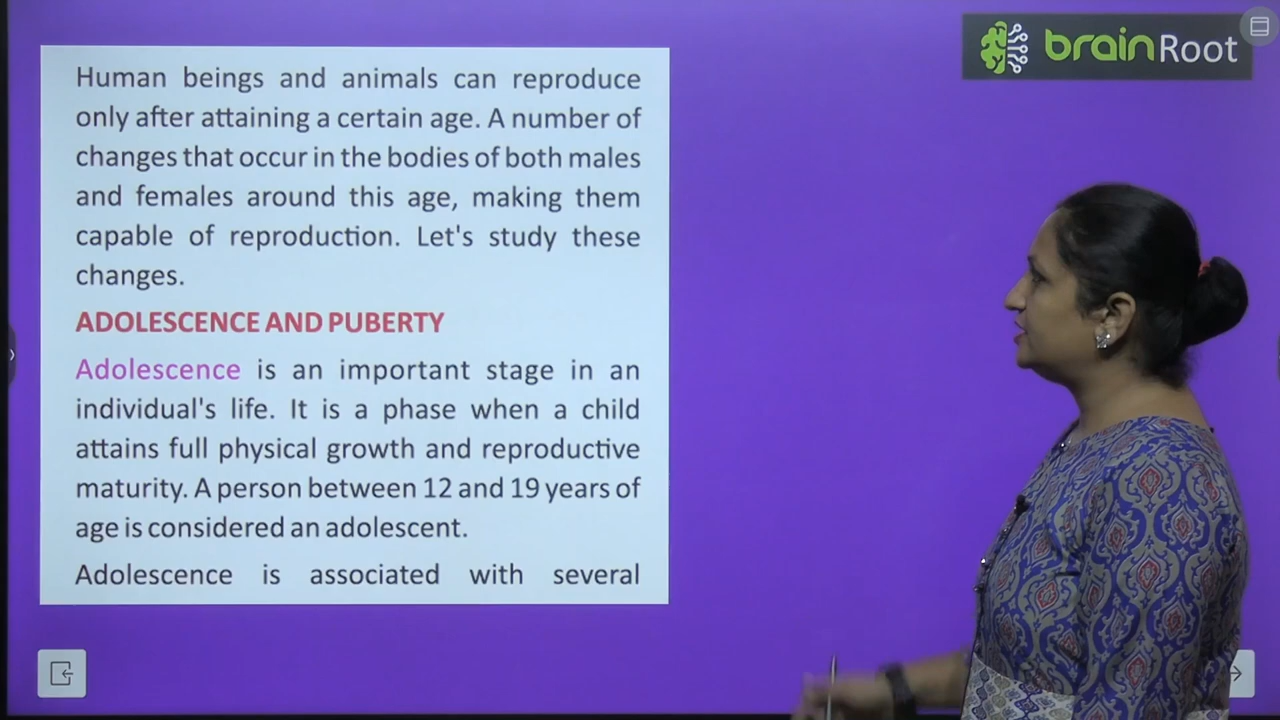 brainRoot
Human beings and animals can reproduce
only after attaining a certain age. A number of
changes that occur in the bodies of both males
and females around this age, making them
capable of reproduction. Let's study these
changes.
ADOLESCENCE AND PUBERTY
Adolescence is an important stage in an
individual's life. It is a phase when a child
attains full physical growth and reproductive
maturity. A person between 12 and 19 years of
age is considered an adolescent.
Adolescence is associated with several